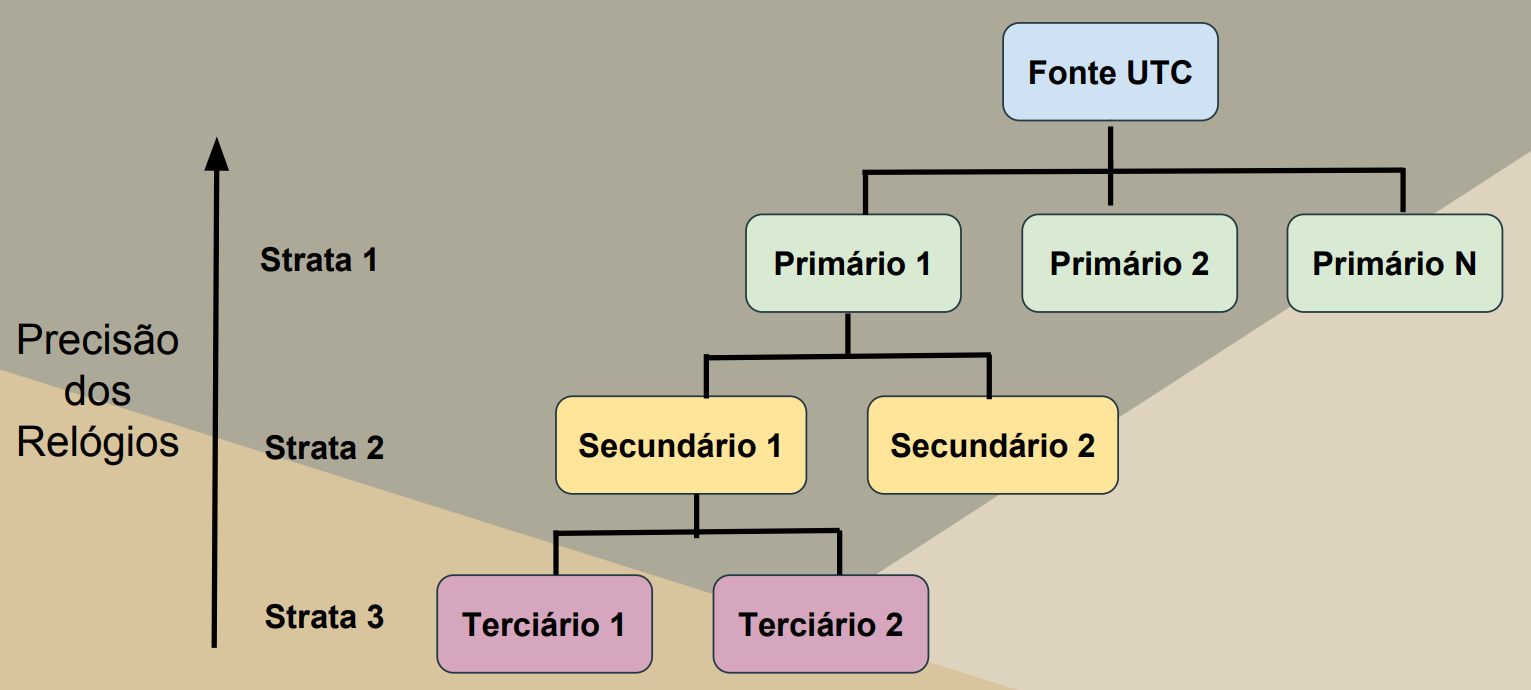 Fonte UTC
Strata 1
Primário 1
Primário 2
Primário N
Precisão
dos
Relógios
Strata 2
Secundário 1
Secundário 2
Strata 3
Terciário 1
Terciário 2